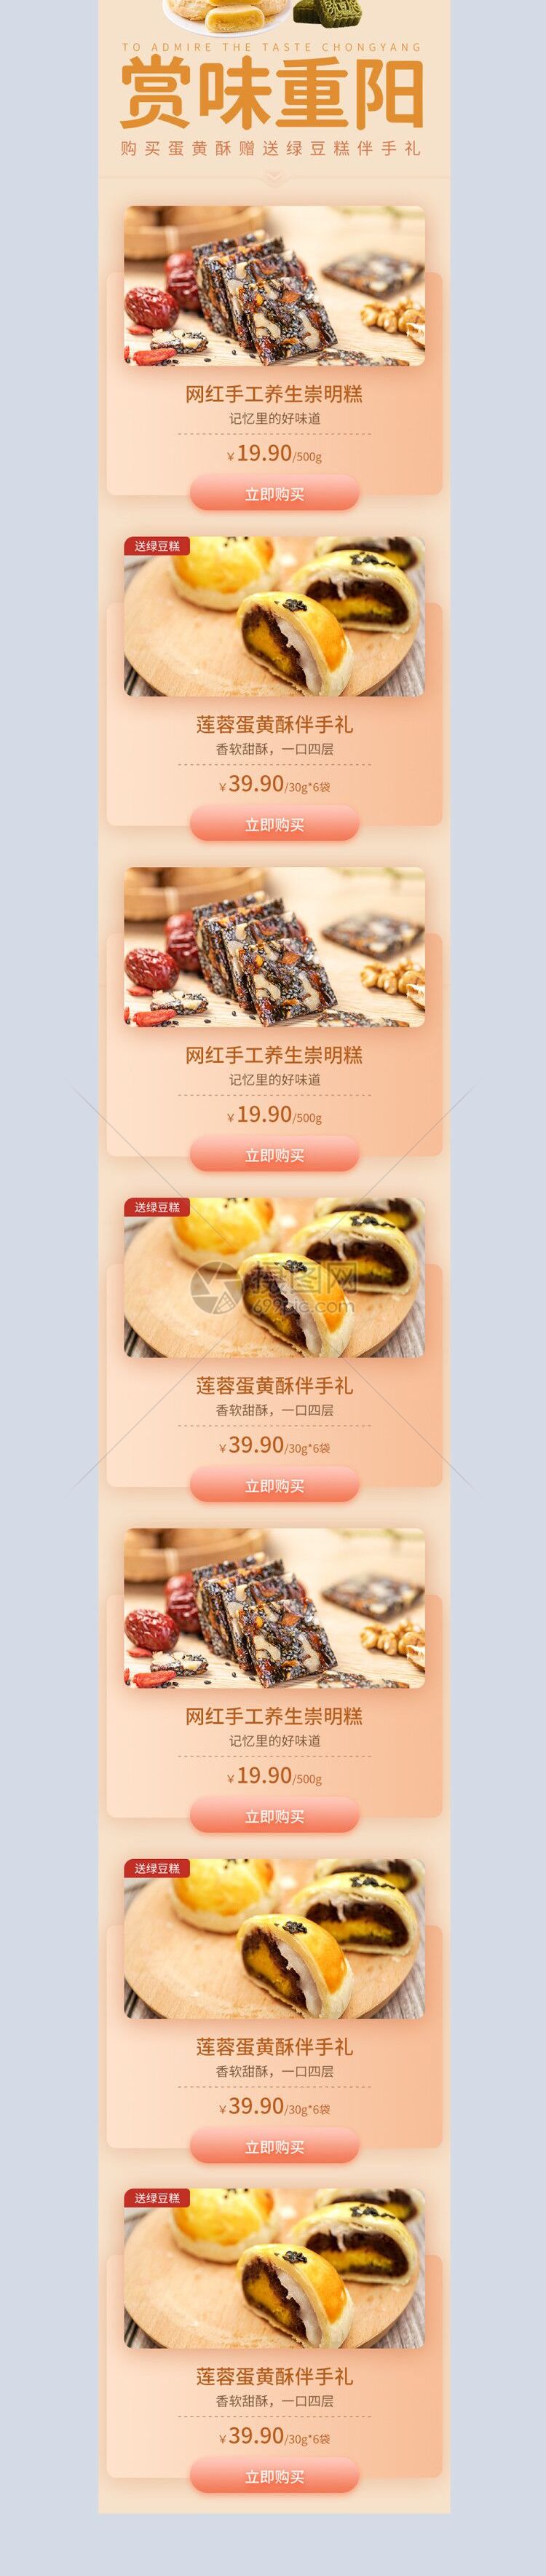 TO ADMIRE THE TASTE CHONGYANG
赏味重阳
购买蛋黄酥赠送绿豆糕伴手礼
网红手工养生崇明糕
记忆里的好味道
¥19.90/500g
立即购买
送绿豆糕
莲蓉蛋黄酥伴手礼
香软甜酥，一口四层
¥39.90/30g*6袋
立即购买
网红手工养生崇明糕
记忆里的好味道
¥19.90/500g
立即购买
送绿豆糕
摄图网
699pic.com
莲蓉蛋黄酥伴手礼
香软甜酥，一口四层
¥39.90/30g*6袋
立即购买
网红手工养生崇明糕
记忆里的好味道
¥19.90/500g
立即购买
送绿豆糕
莲蓉蛋黄酥伴手礼
香软甜酥，一口四层
¥39.90/30g*6袋
立即购买
送绿豆糕
莲蓉蛋黄酥伴手礼
香软甜酥，一口四层
¥39.90/30g*6袋
立即购买